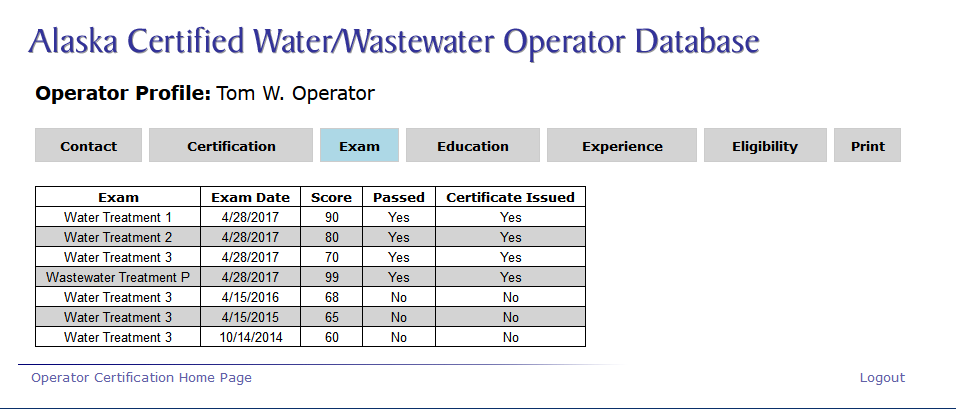 Alaska Certified Water/Wastewater Operator Database
Operator Profile: Tom W. Operator
Contact Certification Exam Education Experience Eligibility Print
Exam Exam Date Score Passed Certificate Issued
Water Treatment 1 4/28/2017 90 Yes Yes
Water Treatment 2 4/28/2017 80 Yes Yes
Water Treatment 3 4/28/2017 70 Yes Yes
Wastewater Treatment P 4/28/2017 99 Yes Yes
Water Treatment 3 4/15/2016 68 No No
Water Treatment 3 4/15/2015 65 No No
Water Treatment 3 10/14/2014 60 No No
Operator Certification Home Page Logout